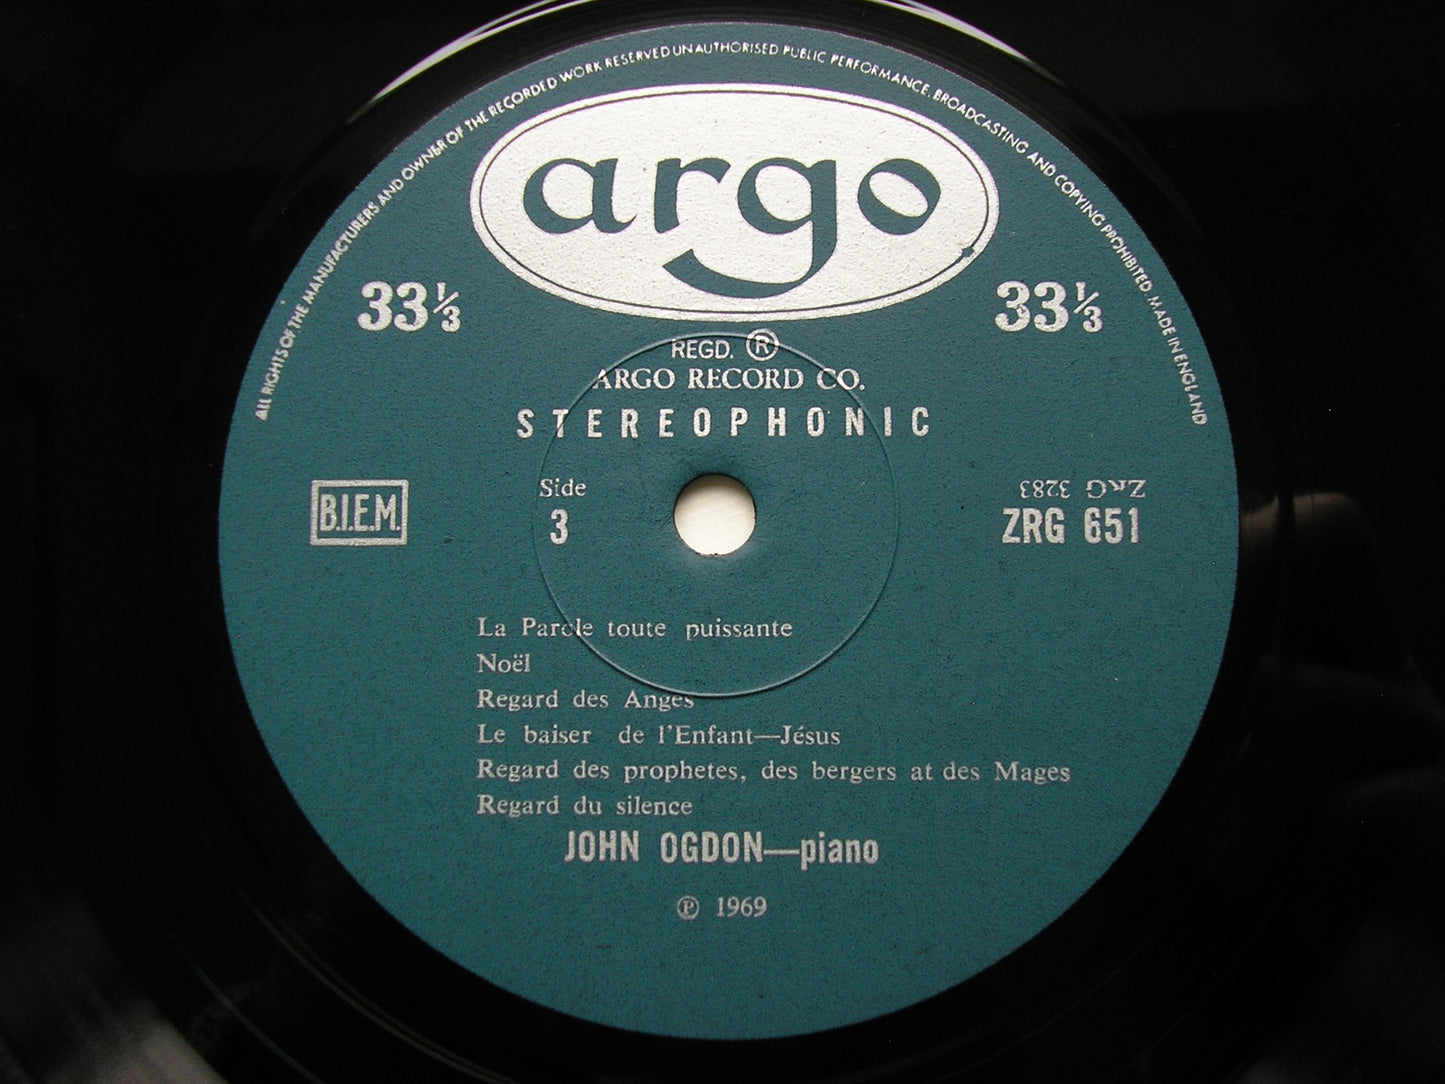 ALL RIGHTS OF THE MANUFACTURERS AND OWNER OF THE RECORDED WORK RESERVED UNAUTHORISED PUBLIC PERFORMANCE, BROADCASTING AND COPYING PROHIBITED. MADE IN ENGLAND
argo
33⅓ 33⅓
REGD. ®
ARGO RECORD CO.
STEREOPHONIC
B.I.E.M.
Side
3
ZRG 3283
ZRG 651
La Parole toute puissante
Noël
Regard des Anges
Le baiser de l'Enfant—Jésus
Regard des prophetes, des bergers at des Mages
Regard du silence
JOHN OGDON—piano
℗ 1969